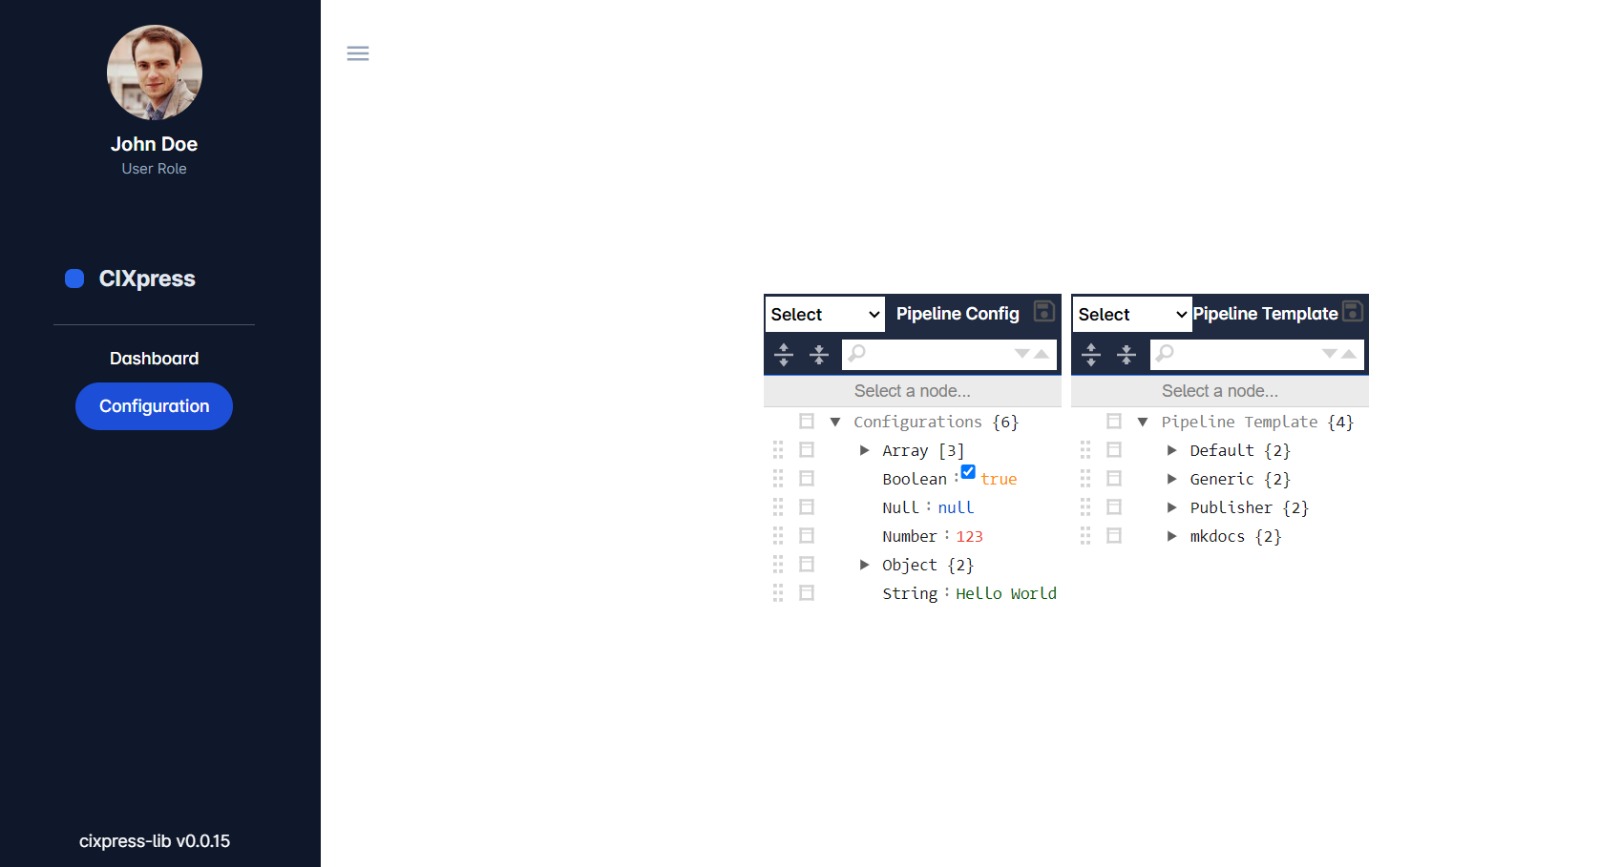 John Doe
User Role
CIXpress
Dashboard
Configuration
cixpress-lib v0.0.15
Select
Pipeline Config
Select a node...
Configurations {6}
Array [3]
Boolean : true
Null : null
Number : 123
Object {2}
String : Hello World
Select
Pipeline Template
Select a node...
Pipeline Template {4}
Default {2}
Generic {2}
Publisher {2}
mkdocs {2}